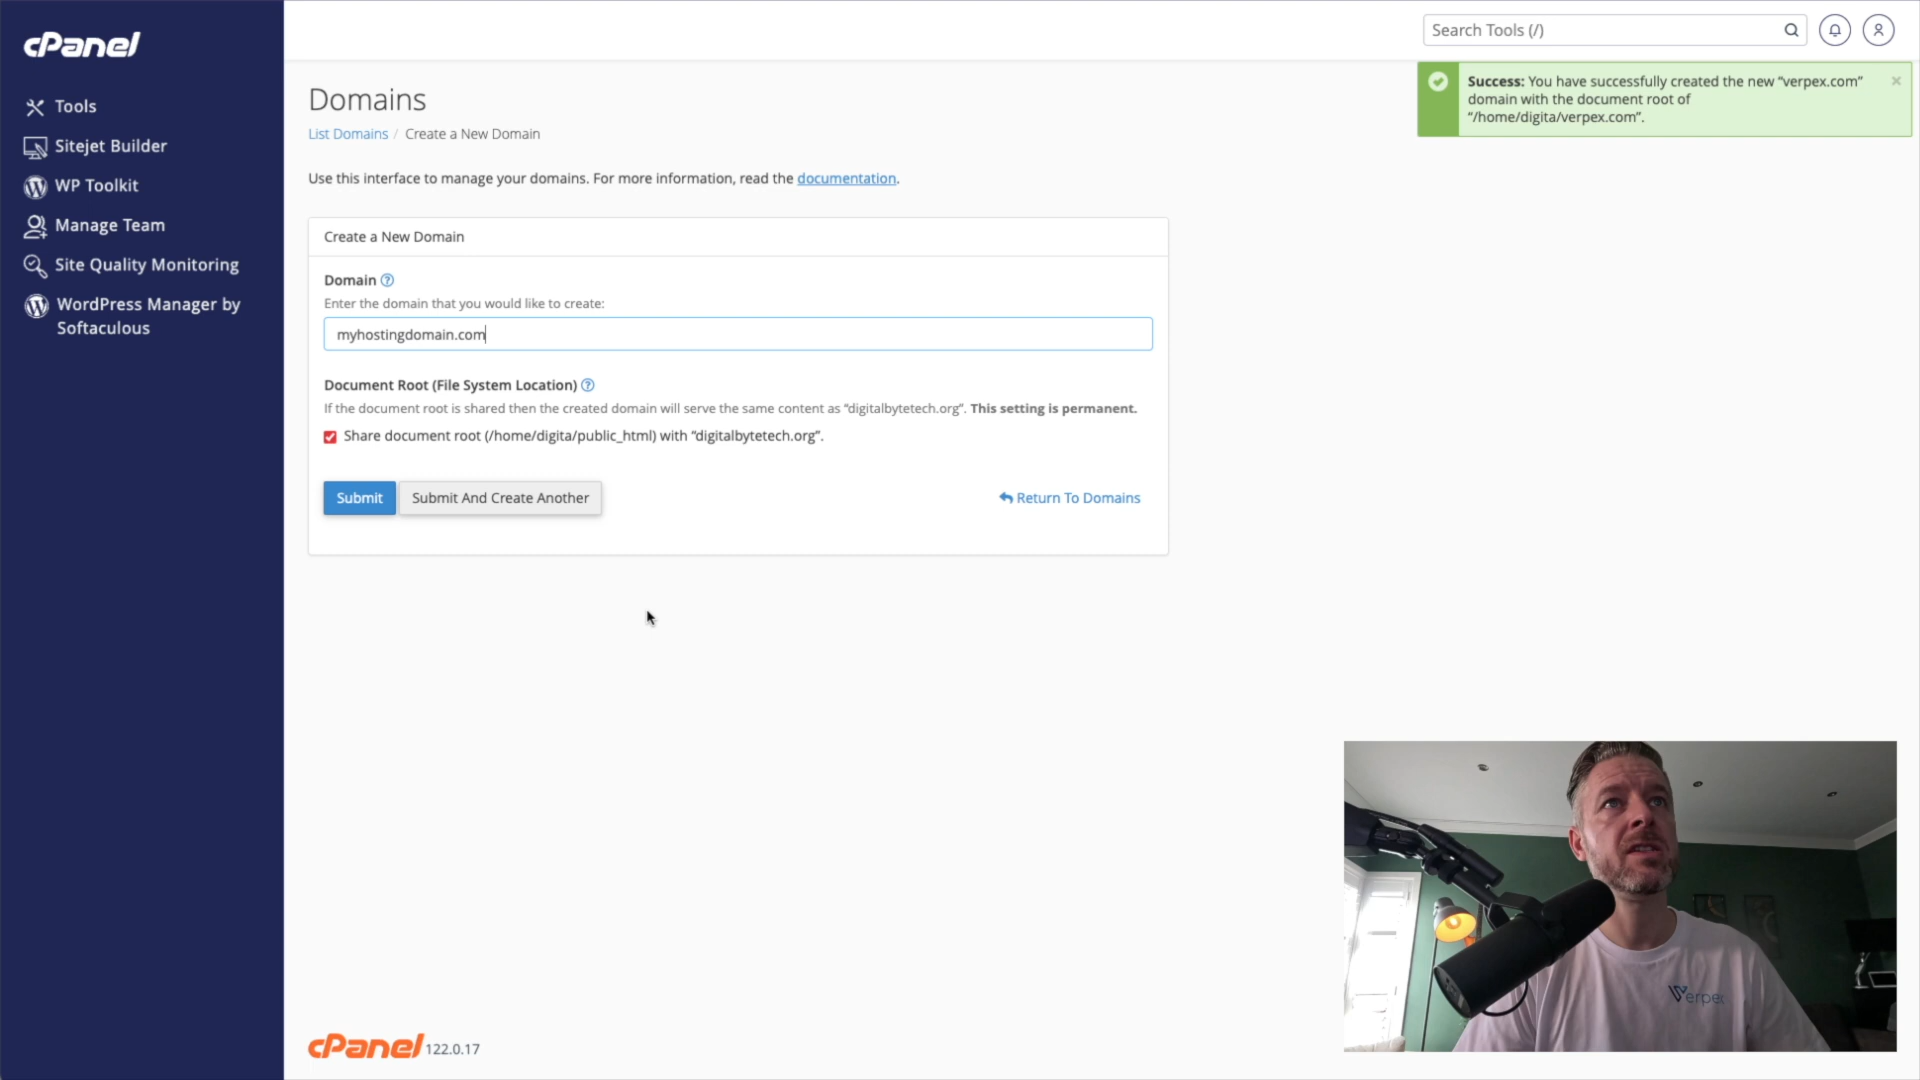 cPanel
Tools
Sitejet Builder
WP Toolkit
Manage Team
Site Quality Monitoring
WordPress Manager by
Softaculous
Search Tools (/)
Success: You have successfully created the new “verpex.com”
domain with the document root of
“/home/digita/verpex.com”.
×
Domains
List Domains / Create a New Domain
Use this interface to manage your domains. For more information, read the documentation.
Create a New Domain
Domain ?
Enter the domain that you would like to create:
myhostingdomain.com
Document Root (File System Location) ?
If the document root is shared then the created domain will serve the same content as “digitalbytetech.org”. This setting is permanent.
Share document root (/home/digita/public_html) with “digitalbytetech.org”.
Submit
Submit And Create Another
Return To Domains
Verpex
cPanel 122.0.17